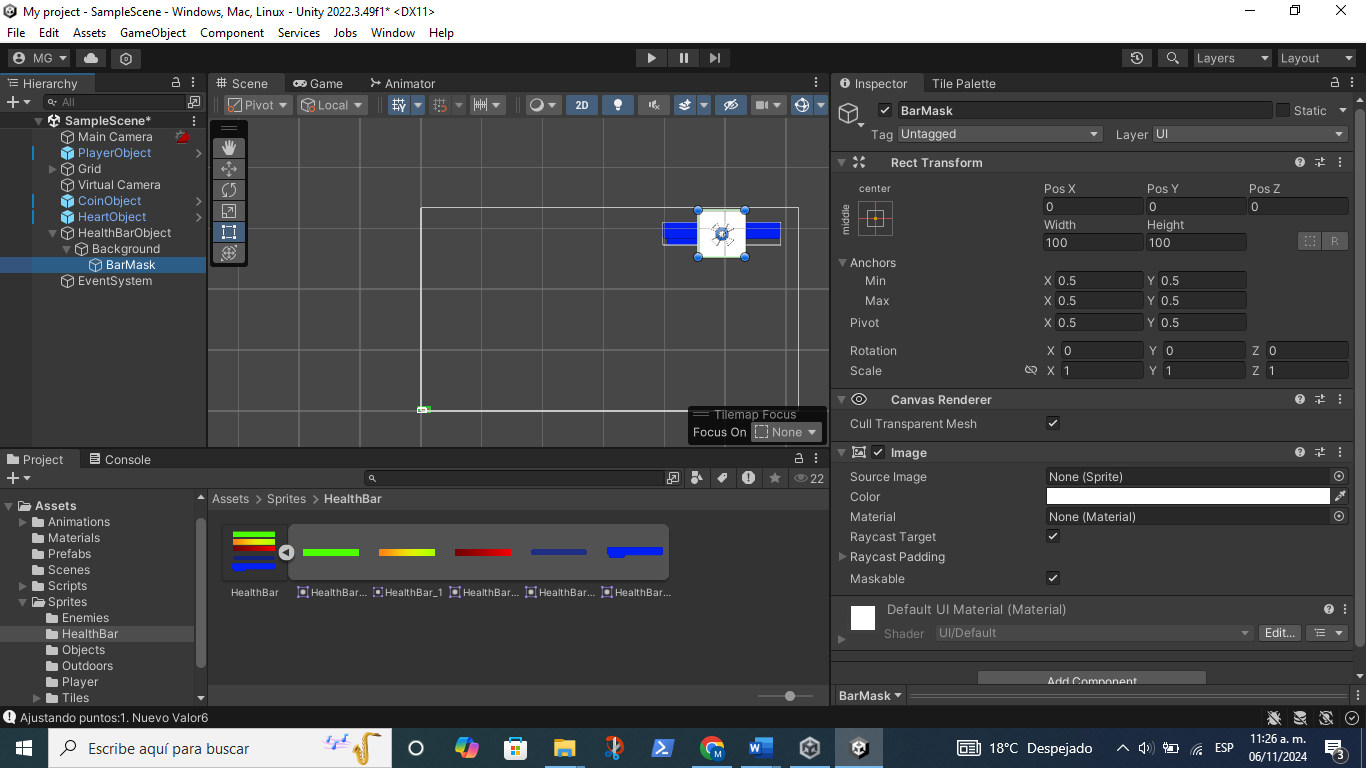 My project - SampleScene - Windows, Mac, Linux - Unity 2022.3.49f1* <DX11>
File Edit Assets GameObject Component Services Jobs Window Help
MG Layers Layout
Hierarchy
All
SampleScene*
Main Camera
PlayerObject
Grid
Virtual Camera
CoinObject
HeartObject
HealthBarObject
Background
BarMask
EventSystem
Scene Game Animator
Pivot Local 2D
Tilemap Focus
Focus On None
Inspector Tile Palette
BarMask Static
Tag Untagged Layer UI
Rect Transform
center Pos X Pos Y Pos Z
middle 0 0 0
Width Height
100 100 R
Anchors
Min X 0.5 Y 0.5
Max X 0.5 Y 0.5
Pivot X 0.5 Y 0.5
Rotation X 0 Y 0 Z 0
Scale X 1 Y 1 Z 1
Canvas Renderer
Cull Transparent Mesh
Image
Source Image None (Sprite)
Color
Material None (Material)
Raycast Target
Raycast Padding
Maskable
Default UI Material (Material)
Shader UI/Default Edit...
Add Component
BarMask
Project Console
22
Assets
Animations
Materials
Prefabs
Scenes
Scripts
Sprites
Enemies
HealthBar
Objects
Outdoors
Player
Tiles
Assets > Sprites > HealthBar
HealthBar HealthBar... HealthBar_1 HealthBar... HealthBar... HealthBar...
Ajustando puntos:1. Nuevo Valor6
Escribe aquí para buscar
18°C Despejado ESP
11:26 a. m.
06/11/2024
3